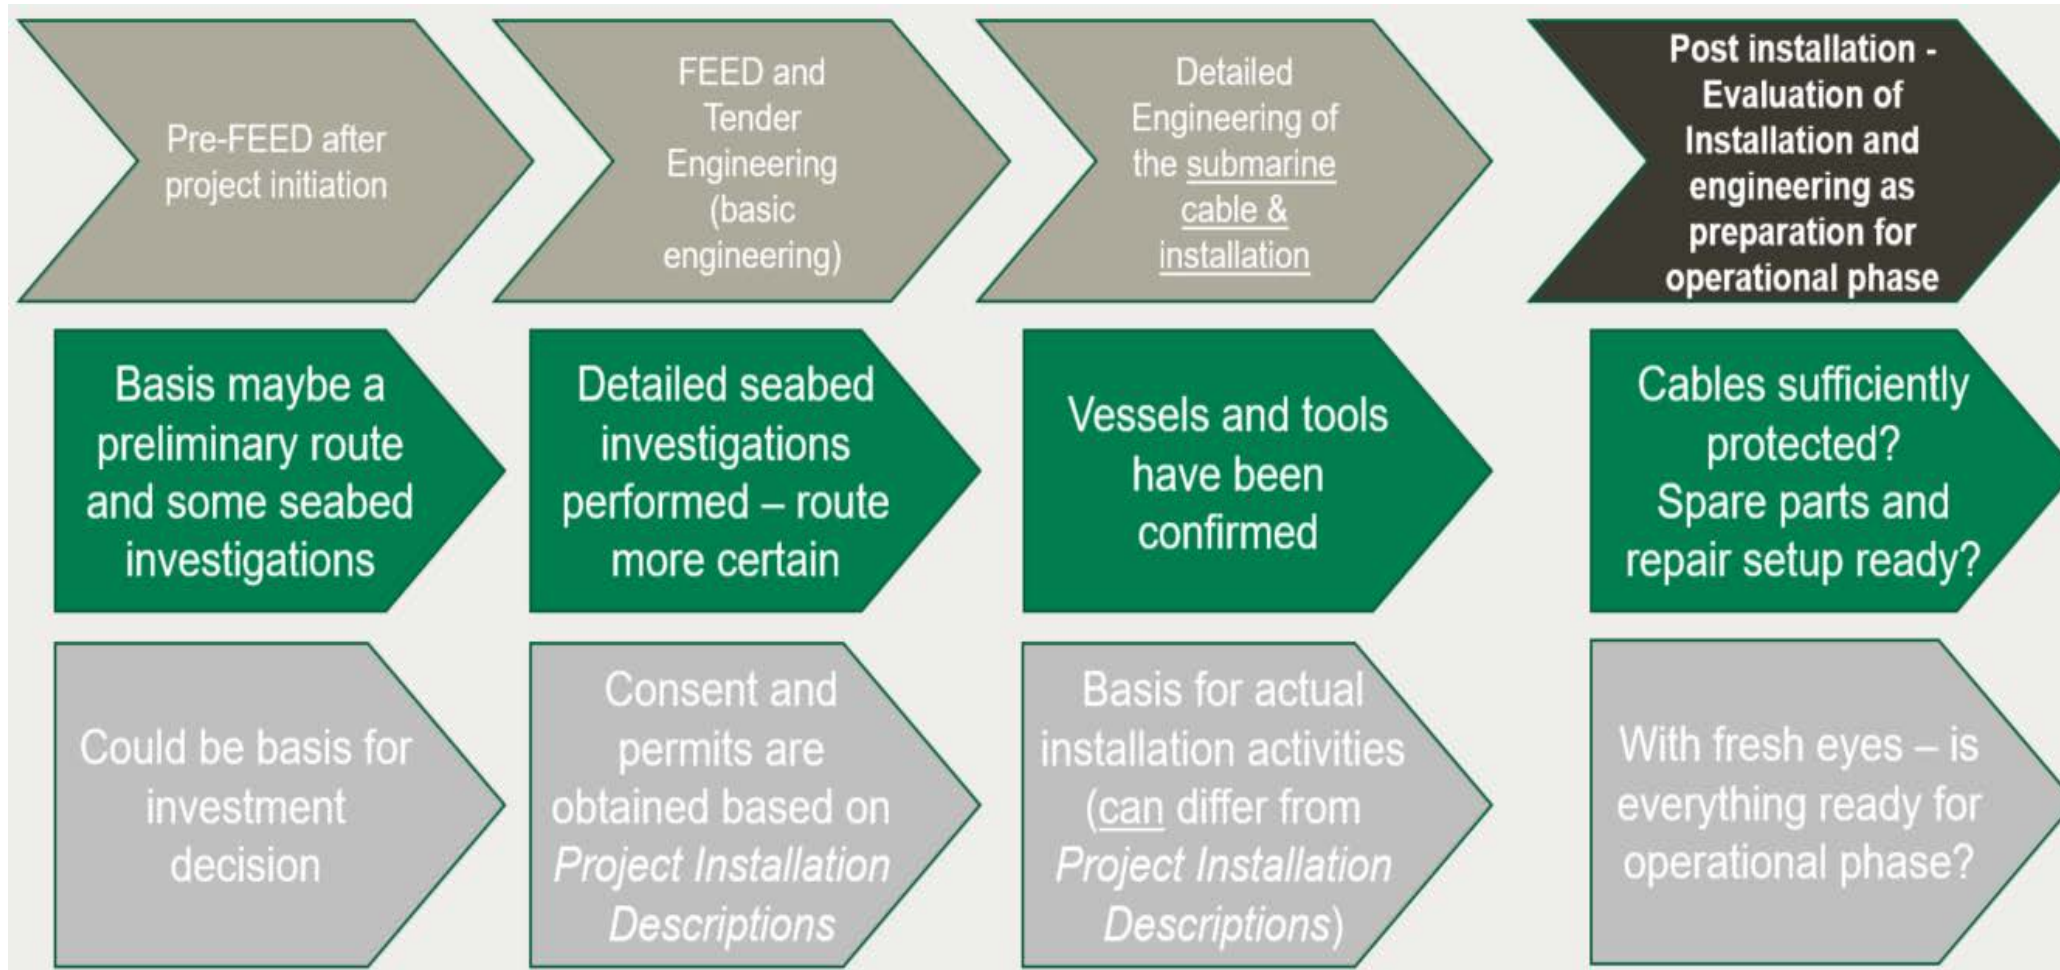 Pre-FEED after
project initiation
FEED and
Tender
Engineering
(basic
engineering)
Detailed
Engineering of
the submarine
cable &
installation
Post installation -
Evaluation of
Installation and
engineering as
preparation for
operational phase
Basis maybe a
preliminary route
and some seabed
investigations
Detailed seabed
investigations
performed – route
more certain
Vessels and tools
have been
confirmed
Cables sufficiently
protected?
Spare parts and
repair setup ready?
Could be basis for
investment
decision
Consent and
permits are
obtained based on
Project Installation
Descriptions
Basis for actual
installation activities
(can differ from
Project Installation
Descriptions)
With fresh eyes – is
everything ready for
operational phase?